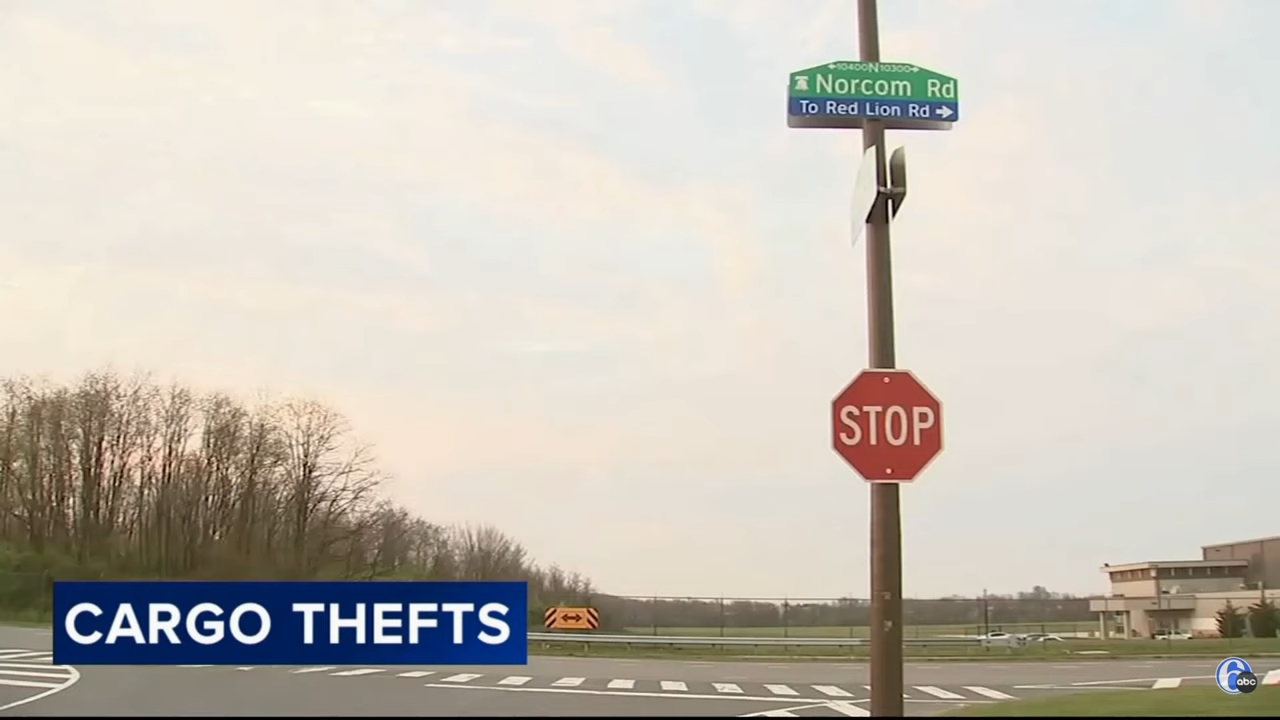 10400 N 10300
Norcom Rd
To Red Lion Rd →
STOP
CARGO THEFTS
6 abc